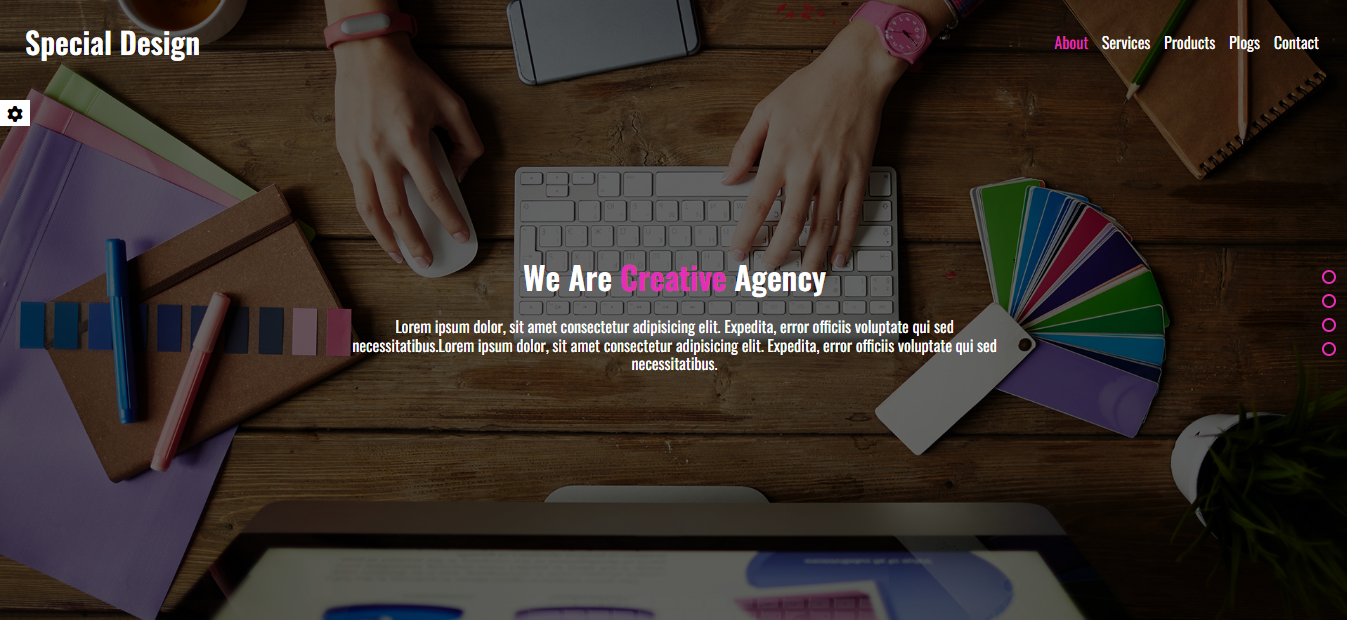 Special Design
About Services Products Plogs Contact
We Are Creative Agency
Lorem ipsum dolor, sit amet consectetur adipisicing elit. Expedita, error officiis voluptate qui sed
necessitatibus.Lorem ipsum dolor, sit amet consectetur adipisicing elit. Expedita, error officiis voluptate qui sed
necessitatibus.